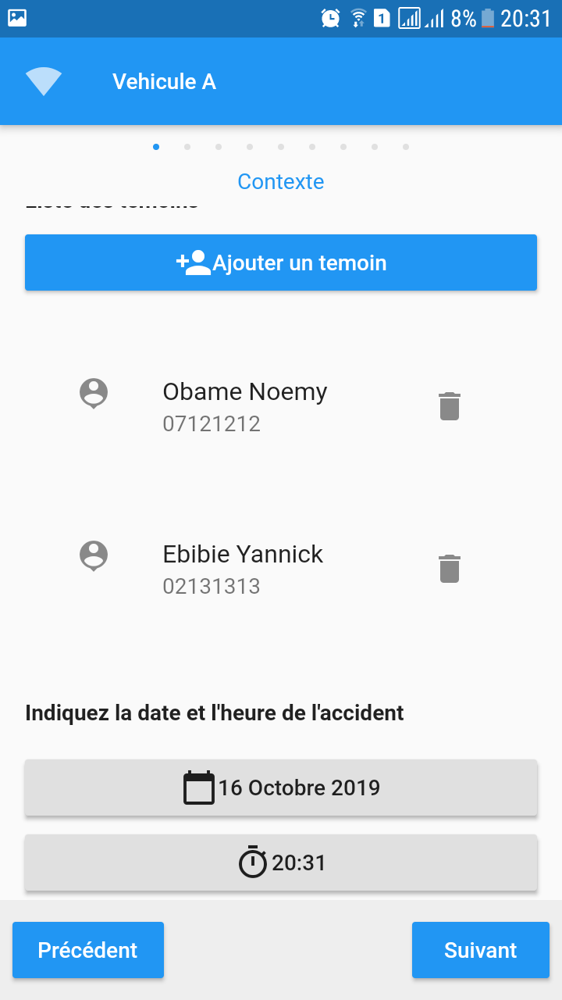 1 8% 20:31
Vehicule A
Contexte
Ajouter un temoin
Obame Noemy
07121212
Ebibie Yannick
02131313
Indiquez la date et l'heure de l'accident
16 Octobre 2019
20:31
Précédent
Suivant